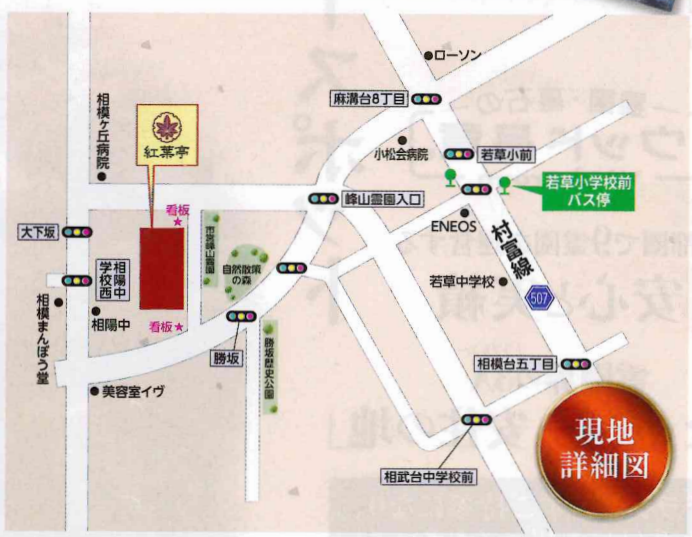 ローソン
麻溝台8丁目
相模ヶ丘病院
紅葉亭
小松会病院
若草小前
若草小学校前
バス停
峰山霊園入口
看板★
大下坂
市営峰山霊園
ENEOS
村富線
自然散策
の森
相陽中
学校西
若草中学校
507
相模まんぼう堂
相陽中
看板★
勝坂
勝坂歴史公園
相模台五丁目
美容室イヴ
現地
詳細図
相武台中学校前